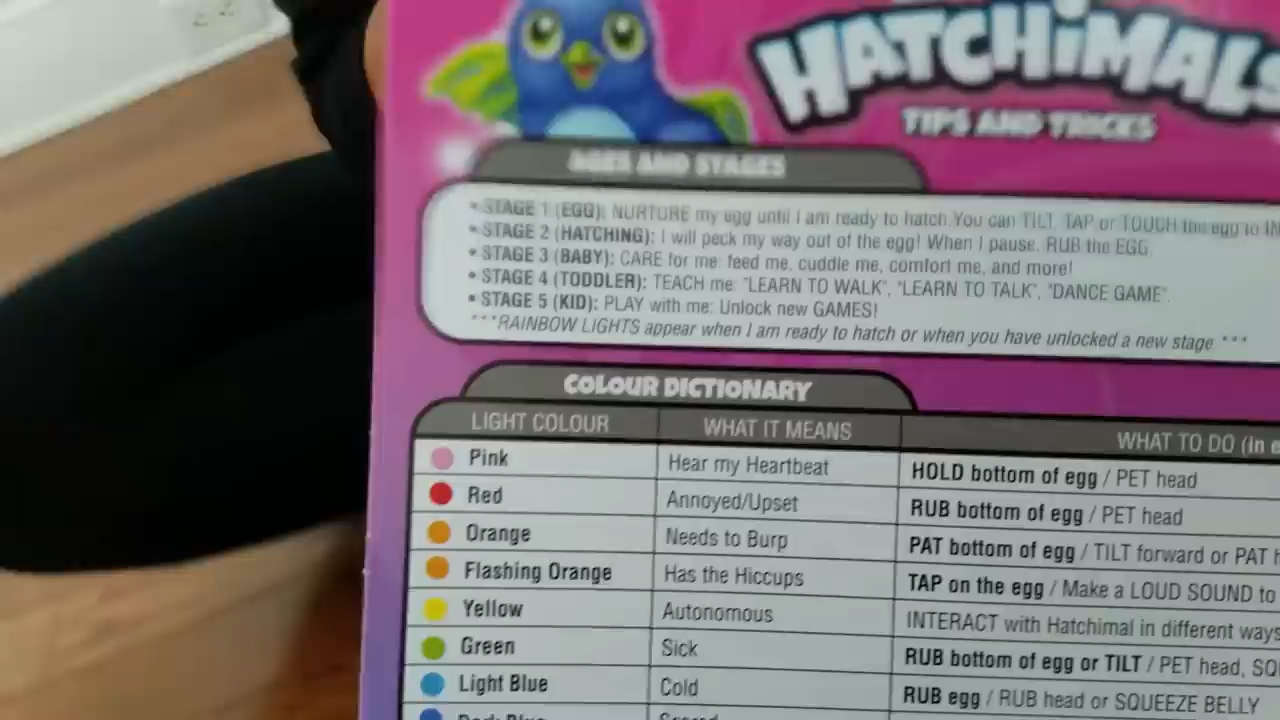 HATCHiMALS
TIPS AND TRICKS
AGES AND STAGES
• STAGE 1 (EGG): NURTURE my egg until I am ready to hatch. You can TILT, TAP or TOUCH the egg to IN
• STAGE 2 (HATCHING): I will peck my way out of the egg! When I pause, RUB the EGG.
• STAGE 3 (BABY): CARE for me: feed me, cuddle me, comfort me, and more!
• STAGE 4 (TODDLER): TEACH me: "LEARN TO WALK", "LEARN TO TALK", "DANCE GAME".
• STAGE 5 (KID): PLAY with me: Unlock new GAMES!
***RAINBOW LIGHTS appear when I am ready to hatch or when you have unlocked a new stage ***
COLOUR DICTIONARY
LIGHT COLOUR WHAT IT MEANS WHAT TO DO (in e
Pink Hear my Heartbeat HOLD bottom of egg / PET head
Red Annoyed/Upset RUB bottom of egg / PET head
Orange Needs to Burp PAT bottom of egg / TILT forward or PAT h
Flashing Orange Has the Hiccups TAP on the egg / Make a LOUD SOUND to
Yellow Autonomous INTERACT with Hatchimal in different ways
Green Sick RUB bottom of egg or TILT / PET head, SQ
Light Blue Cold RUB egg / RUB head or SQUEEZE BELLY
Dark Blue Scared